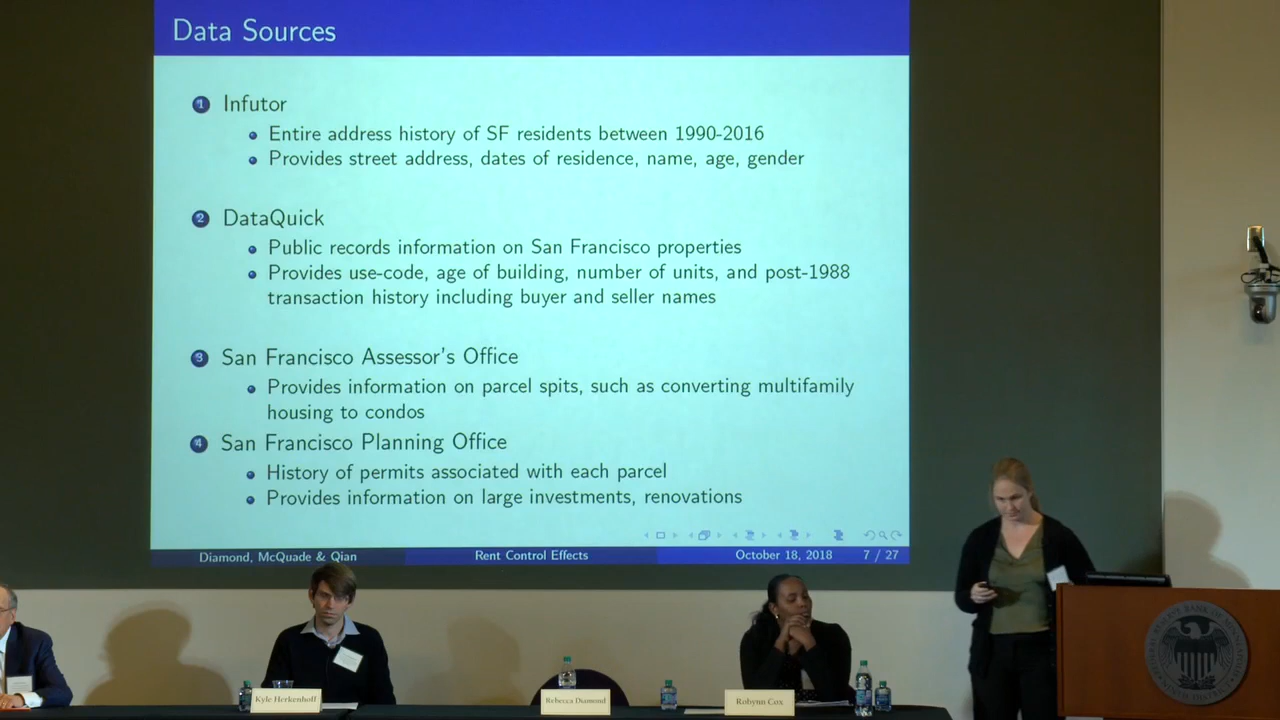 Data Sources
1 Infutor
Entire address history of SF residents between 1990-2016
Provides street address, dates of residence, name, age, gender
2 DataQuick
Public records information on San Francisco properties
Provides use-code, age of building, number of units, and post-1988
transaction history including buyer and seller names
3 San Francisco Assessor's Office
Provides information on parcel spits, such as converting multifamily
housing to condos
4 San Francisco Planning Office
History of permits associated with each parcel
Provides information on large investments, renovations
Diamond, McQuade & Qian
Rent Control Effects
October 18, 2018
7 / 27
Kyle Herkenhoff
Rebecca Diamond
Robynn Cox